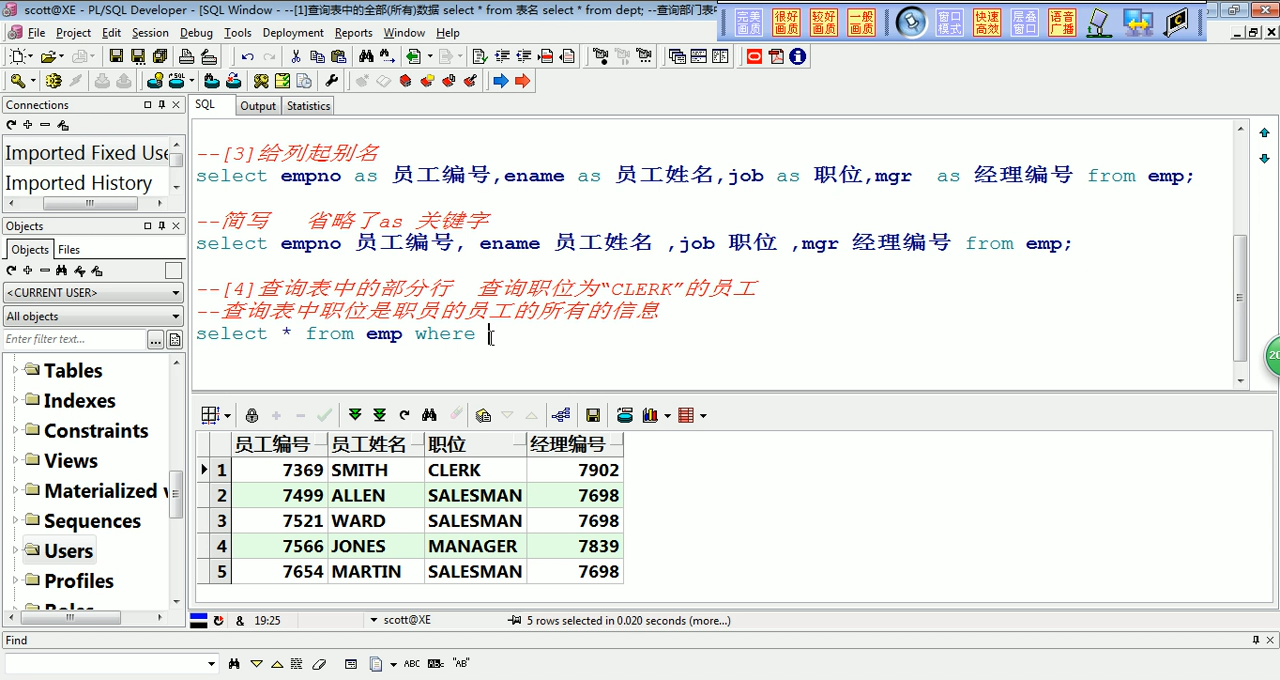 scott@XE - PL/SQL Developer - [SQL Window - --[1]查询表中的全部(所有)数据 select * from 表名 select * from dept; --查询部门表
完美画质 很好画质 较好画质 一般画质 窗口模式 快速高效 层叠窗口 语音广播
File Project Edit Session Debug Tools Deployment Reports Window Help
Connections
SQL Output Statistics
Imported Fixed Use
Imported History
Objects
Objects Files
<CURRENT USER>
All objects
Enter filter text...
...
Tables
Indexes
Constraints
Views
Materialized v
Sequences
Users
Profiles
--[3]给列起别名
select empno as 员工编号,ename as 员工姓名,job as 职位,mgr  as 经理编号 from emp;
--简写   省略了as 关键字
select empno 员工编号, ename 员工姓名 ,job 职位 ,mgr 经理编号 from emp;
--[4]查询表中的部分行  查询职位为“CLERK”的员工
--查询表中职位是职员的员工的所有的信息
select * from emp where
20
员工编号 员工姓名 职位 经理编号
1 7369 SMITH CLERK 7902
2 7499 ALLEN SALESMAN 7698
3 7521 WARD SALESMAN 7698
4 7566 JONES MANAGER 7839
5 7654 MARTIN SALESMAN 7698
& 19:25 scott@XE 5 rows selected in 0.020 seconds (more...)
Find
ABC "AB"